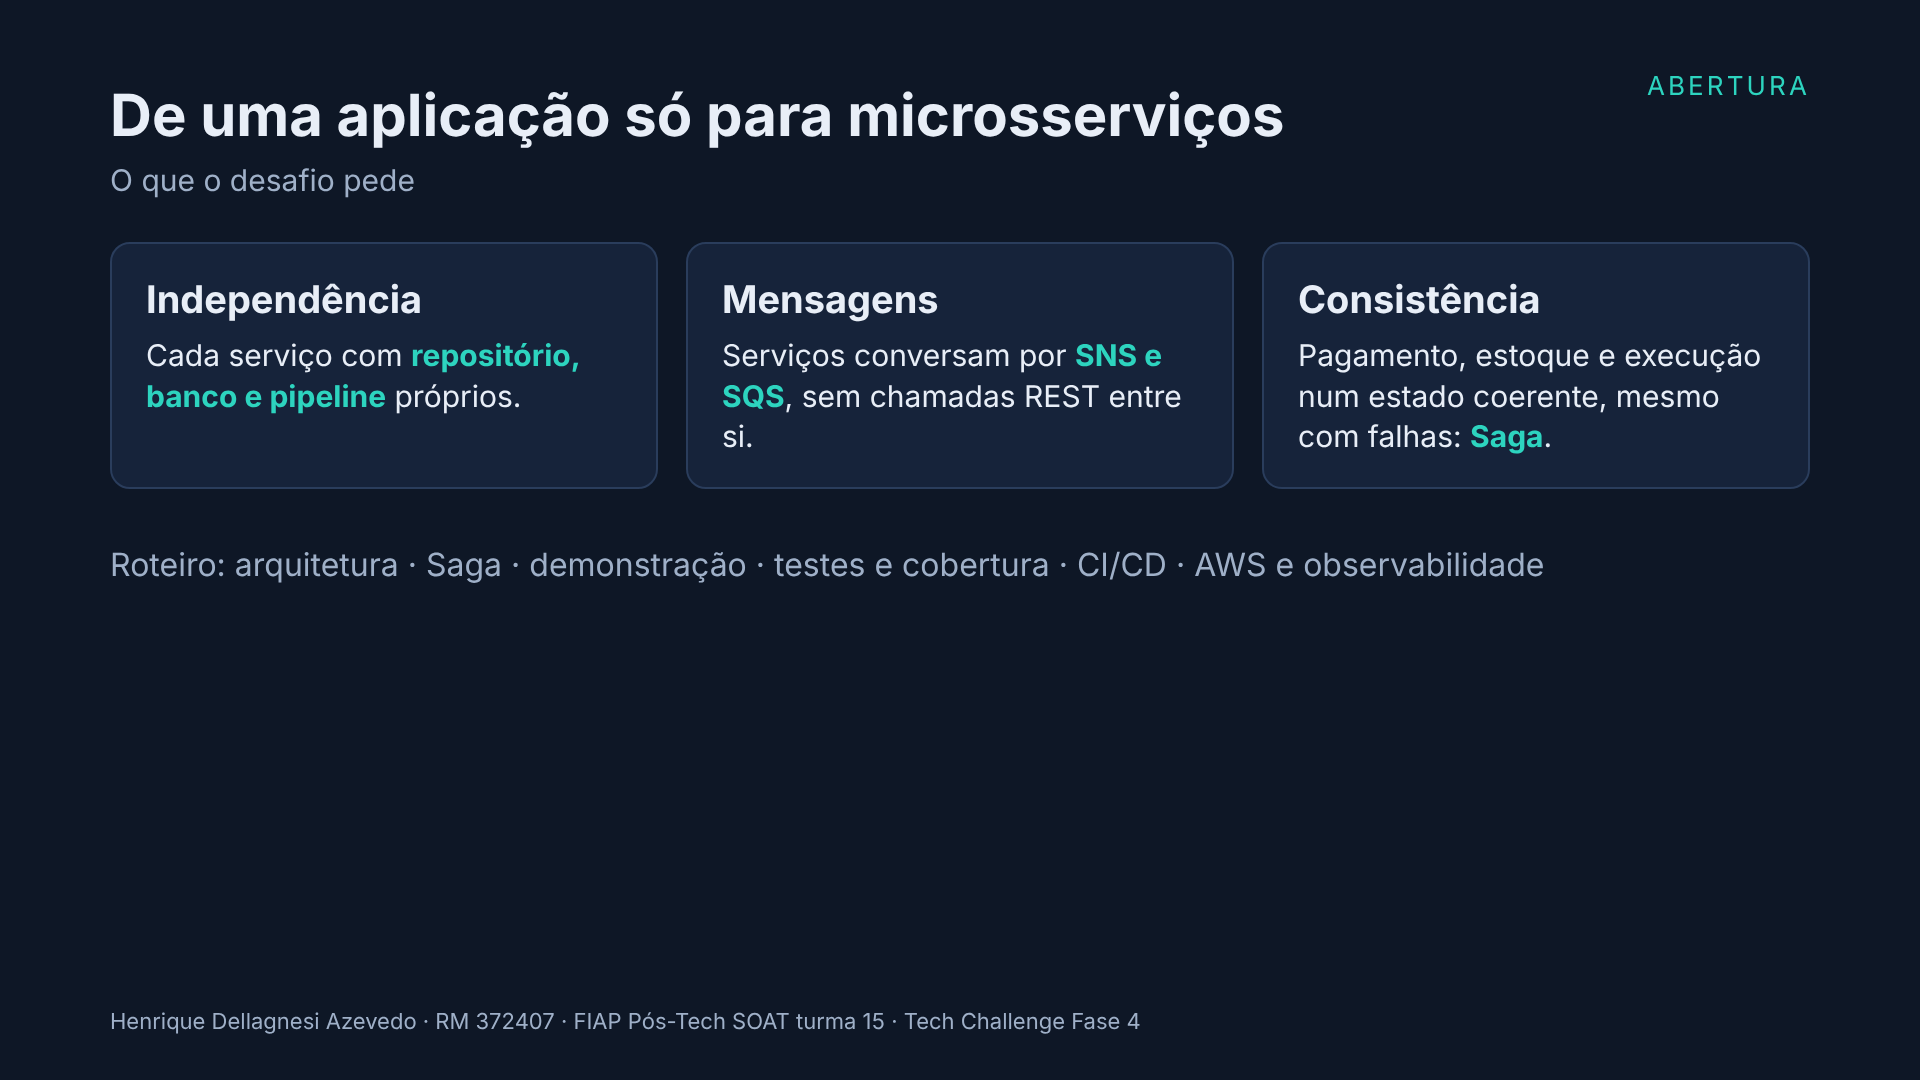 ABERTURA
De uma aplicação só para microsserviços
O que o desafio pede
Independência
Cada serviço com repositório,
banco e pipeline próprios.
Mensagens
Serviços conversam por SNS e
SQS, sem chamadas REST entre
si.
Consistência
Pagamento, estoque e execução
num estado coerente, mesmo
com falhas: Saga.
Roteiro: arquitetura · Saga · demonstração · testes e cobertura · CI/CD · AWS e observabilidade
Henrique Dellagnesi Azevedo · RM 372407 · FIAP Pós-Tech SOAT turma 15 · Tech Challenge Fase 4